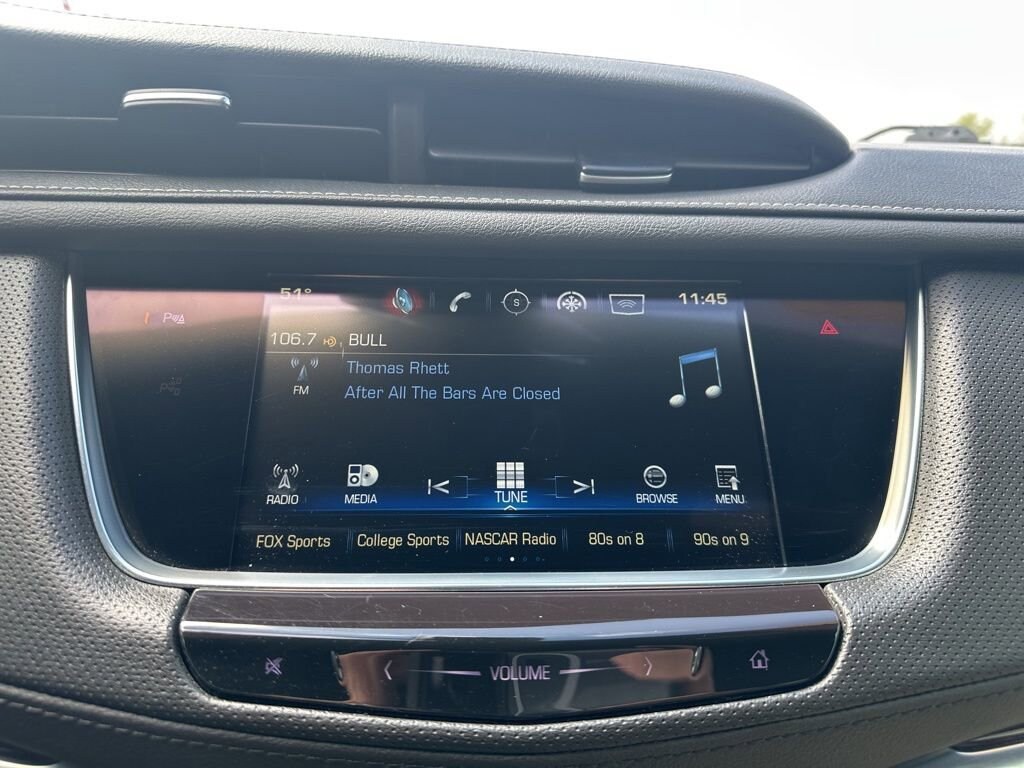 51° S 11:45
P
106.7 BULL
Thomas Rhett
FM
After All The Bars Are Closed
RADIO MEDIA TUNE BROWSE MENU
FOX Sports College Sports NASCAR Radio 80s on 8 90s on 9
VOLUME